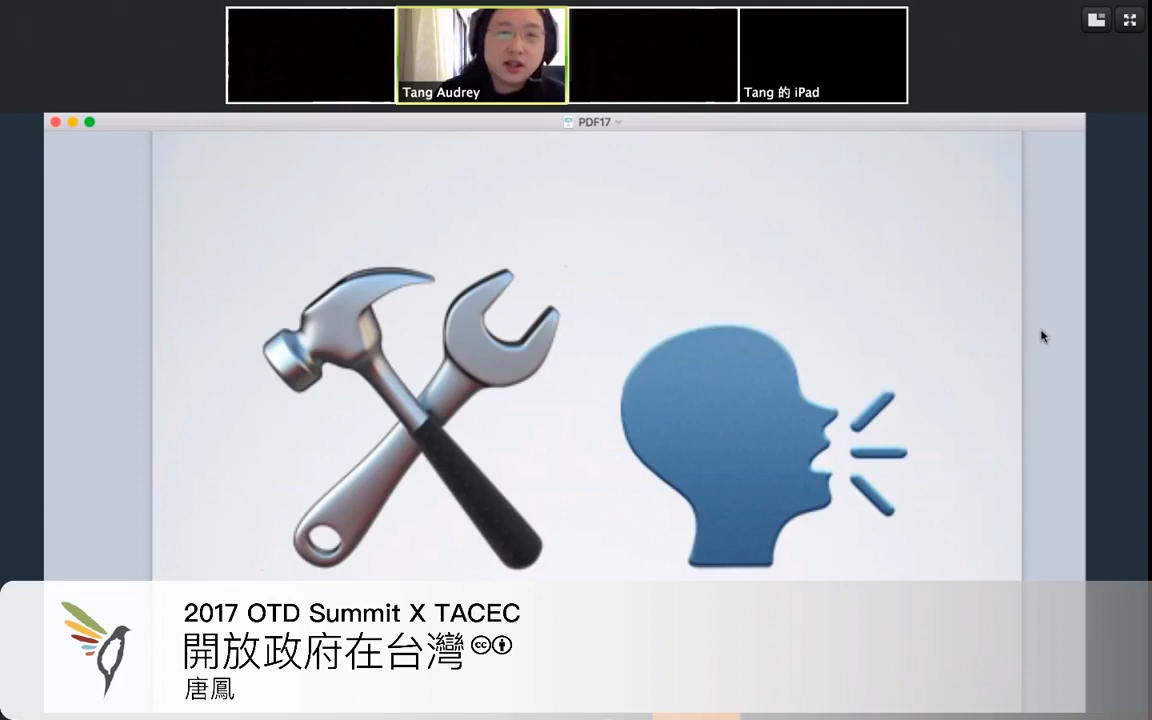 Tang Audrey
Tang 的 iPad
PDF17
2017 OTD Summit X TACEC
開放政府在台灣
cc
唐鳳